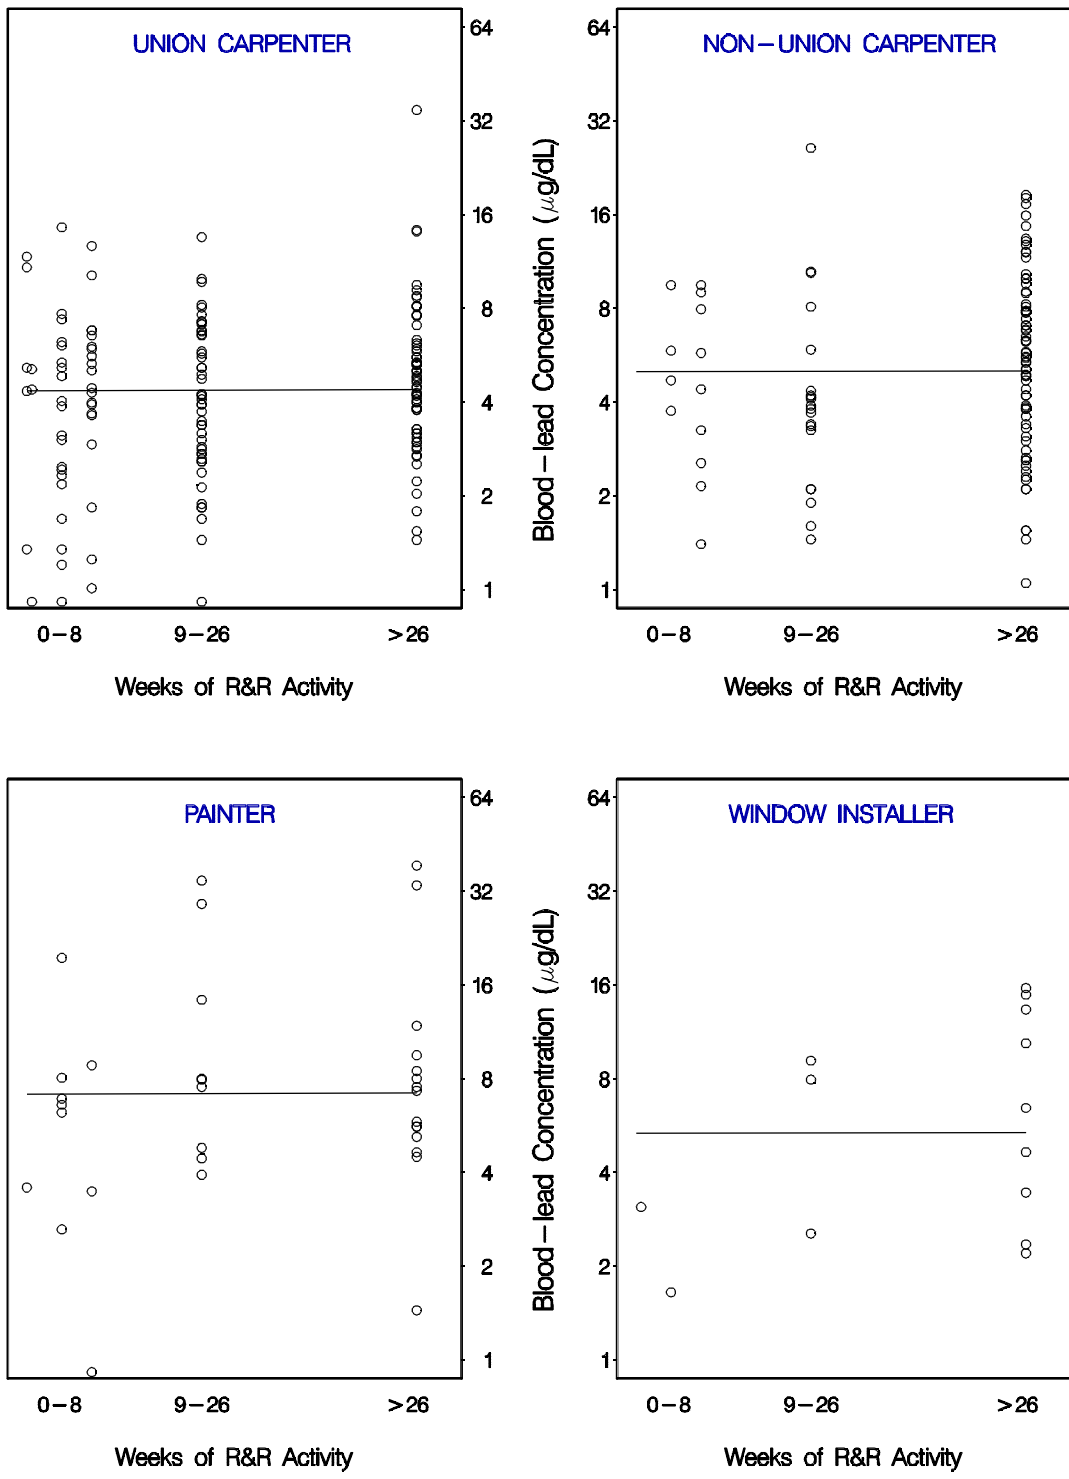 UNION CARPENTER
64
32
16
8
4
2
1
0-8 9-26 >26
Weeks of R&R Activity
Blood-lead Concentration (μg/dL)
NON-UNION CARPENTER
64
32
16
8
4
2
1
0-8 9-26 >26
Weeks of R&R Activity
PAINTER
64
32
16
8
4
2
1
0-8 9-26 >26
Weeks of R&R Activity
Blood-lead Concentration (μg/dL)
WINDOW INSTALLER
64
32
16
8
4
2
1
0-8 9-26 >26
Weeks of R&R Activity